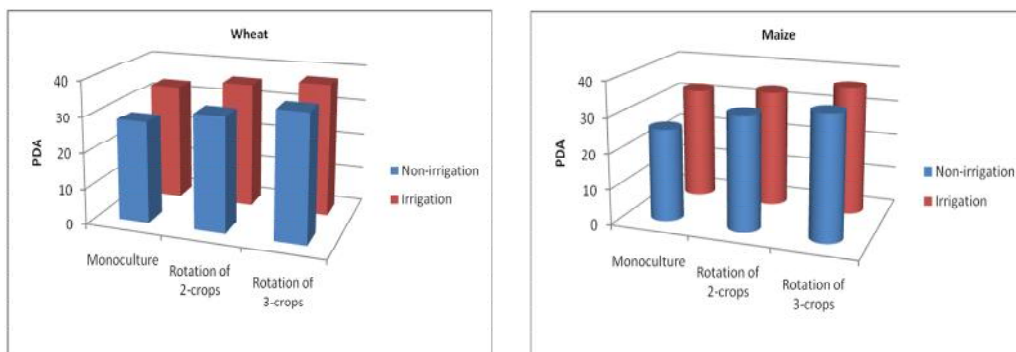 Wheat
40
30
20
10
0
PDA
Monoculture
Rotation of
2-crops
Rotation of
3-crops
Non-irrigation
Irrigation
Maize
40
30
20
10
0
PDA
Monoculture
Rotation of
2-crops
Rotation of
3-crops
Non-irrigation
Irrigation